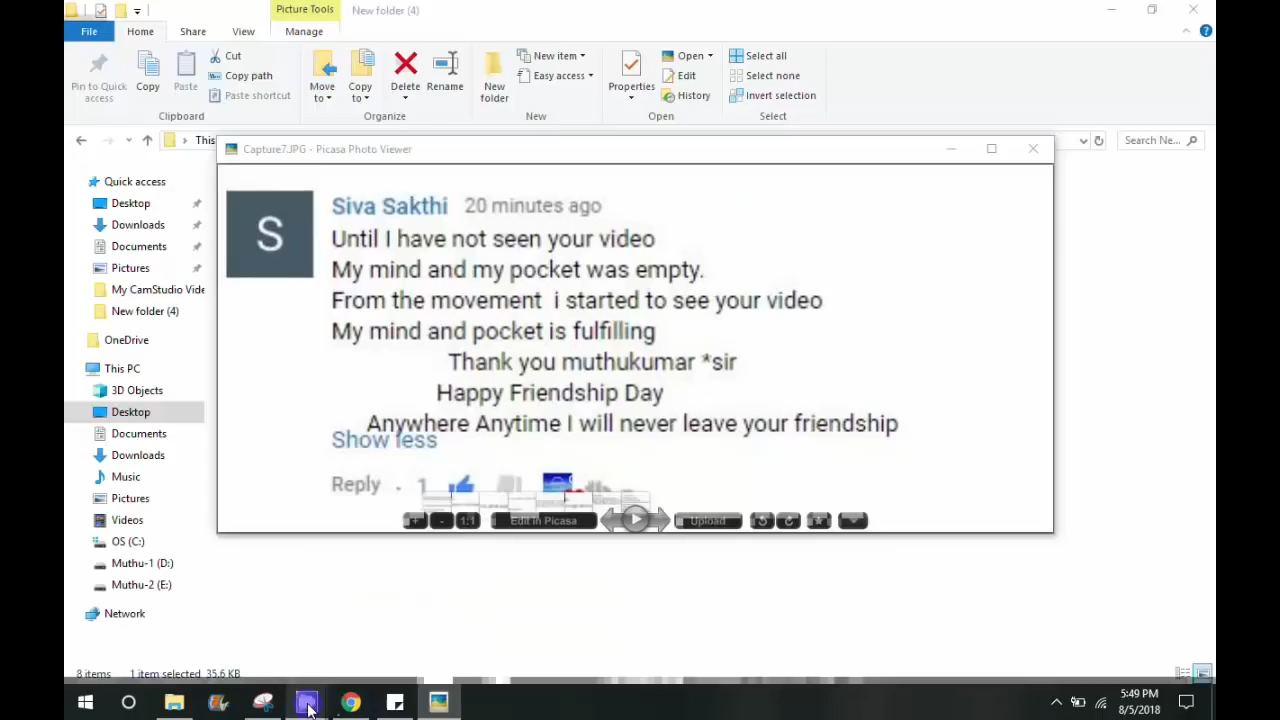 Picture Tools
New folder (4)
File
Home
Share
View
Manage
Pin to Quick access
Copy
Paste
Cut
Copy path
Paste shortcut
Clipboard
Move to
Copy to
Delete
Rename
Organize
New folder
New item
Easy access
New
Properties
Open
Edit
History
Open
Select all
Select none
Invert selection
Select
This
Search Ne...
Capture7.JPG - Picasa Photo Viewer
Quick access
Desktop
Downloads
Documents
Pictures
My CamStudio Vide
New folder (4)
OneDrive
This PC
3D Objects
Desktop
Documents
Downloads
Music
Pictures
Videos
OS (C:)
Muthu-1 (D:)
Muthu-2 (E:)
Network
S
Siva Sakthi 20 minutes ago
Until I have not seen your video
My mind and my pocket was empty.
From the movement i started to see your video
My mind and pocket is fulfilling
Thank you muthukumar *sir
Happy Friendship Day
Anywhere Anytime I will never leave your friendship
Show less
Reply . 1
+ - 1:1 Edit in Picasa Upload
8 items 1 item selected 35.6 KB
5:49 PM
8/5/2018